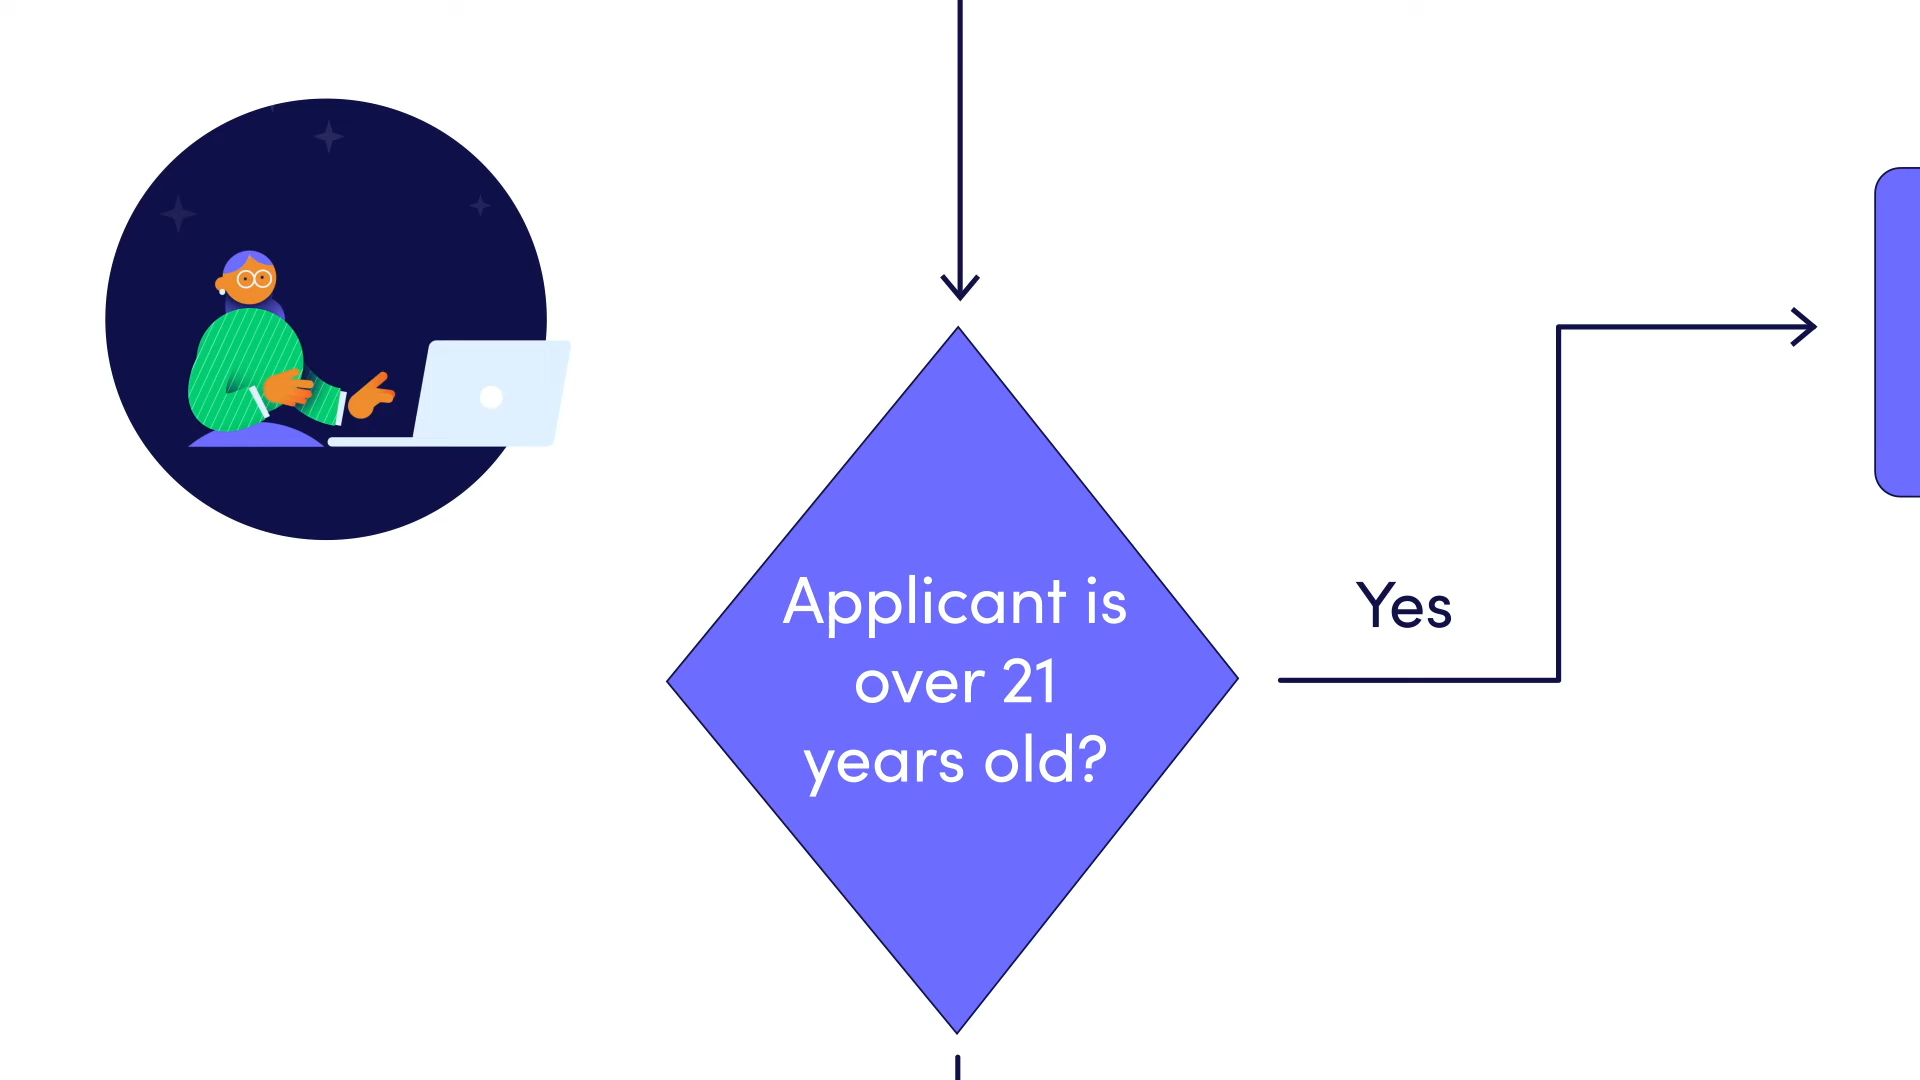 Applicant is
over 21
years old?
Yes